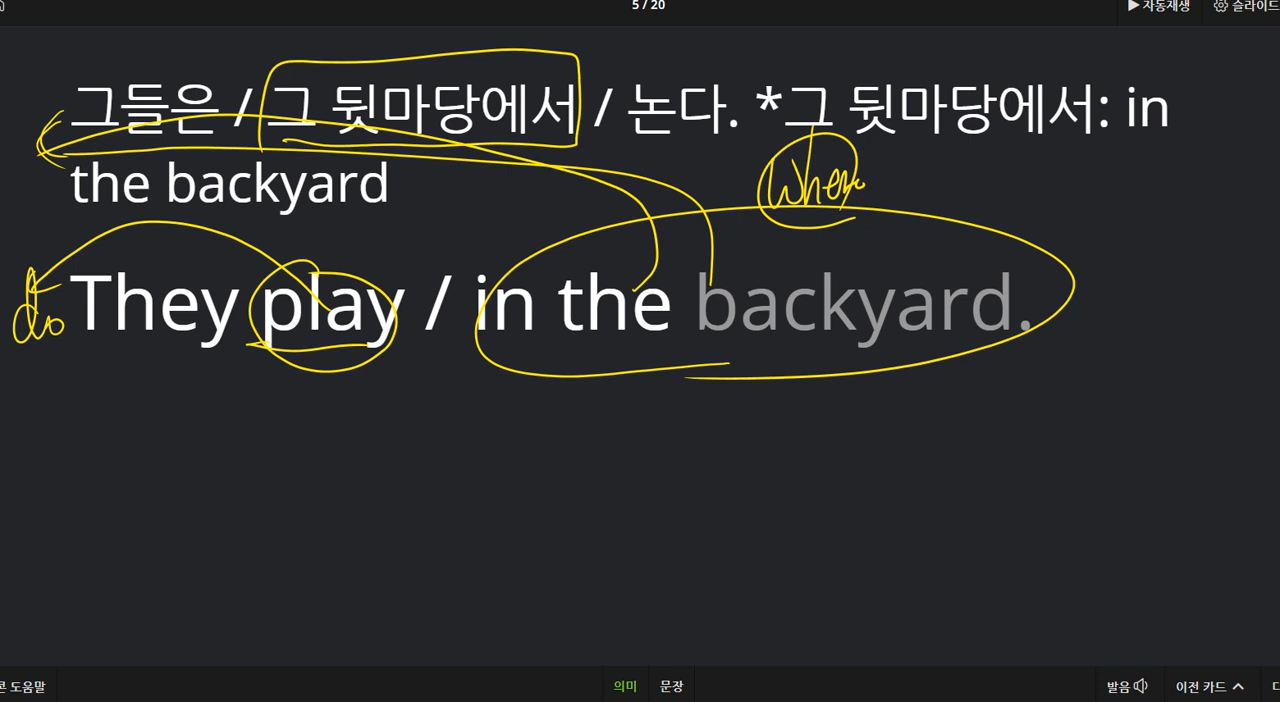 5 / 20
▶ 자동재생
슬라이드
그들은 / 그 뒷마당에서 / 논다. *그 뒷마당에서: in
the backyard
do They play / in the backyard.
도움말
의미
문장
발음
이전 카드